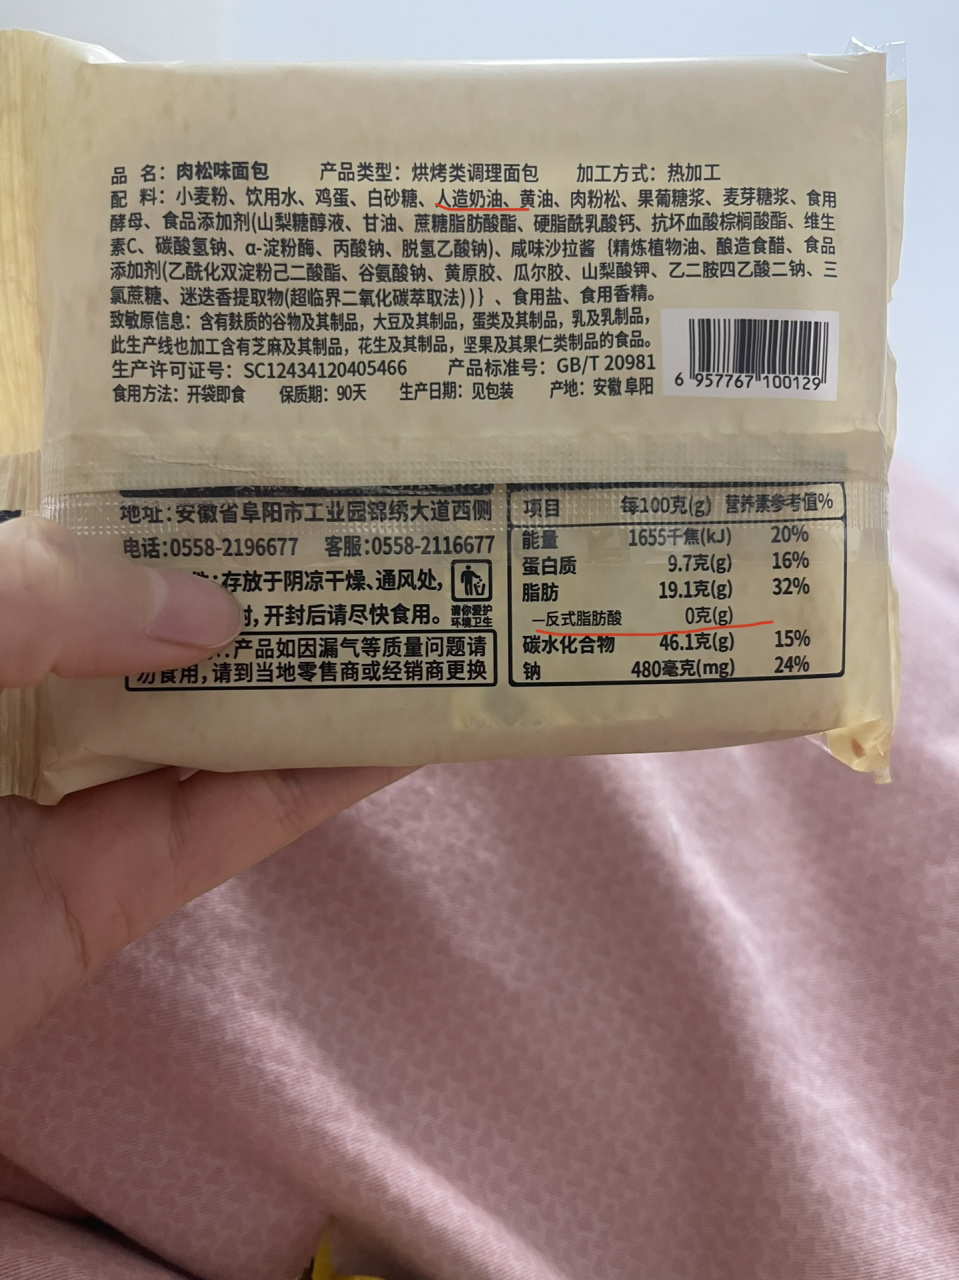 品 名：肉松味面包 产品类型：烘烤类调理面包 加工方式：热加工
配 料：小麦粉、饮用水、鸡蛋、白砂糖、人造奶油、黄油、肉粉松、果葡糖浆、麦芽糖浆、食用
酵母、食品添加剂(山梨糖醇液、甘油、蔗糖脂肪酸酯、硬脂酰乳酸钙、抗坏血酸棕榈酸酯、维生
素C、碳酸氢钠、α-淀粉酶、丙酸钠、脱氢乙酸钠)、咸味沙拉酱｛精炼植物油、酿造食醋、食品
添加剂(乙酰化双淀粉己二酸酯、谷氨酸钠、黄原胶、瓜尔胶、山梨酸钾、乙二胺四乙酸二钠、三
氯蔗糖、迷迭香提取物(超临界二氧化碳萃取法))｝、食用盐、食用香精。
致敏原信息：含有麸质的谷物及其制品，大豆及其制品，蛋类及其制品，乳及乳制品，
此生产线也加工含有芝麻及其制品，花生及其制品，坚果及其果仁类制品的食品。
生产许可证号：SC12434120405466 产品标准号：GB/T 20981
食用方法：开袋即食 保质期：90天 生产日期：见包装 产地：安徽阜阳
6 957767 100129
地址：安徽省阜阳市工业园锦绣大道西侧
电话：0558-2196677 客服：0558-2116677
件：存放于阴凉干燥、通风处，
射，开封后请尽快食用。
请你爱护
环境卫生
：产品如因漏气等质量问题请
勿食用，请到当地零售商或经销商更换
项目 每100克(g) 营养素参考值%
能量 1655千焦(kJ) 20%
蛋白质 9.7克(g) 16%
脂肪 19.1克(g) 32%
—反式脂肪酸 0克(g)
碳水化合物 46.1克(g) 15%
钠 480毫克(mg) 24%